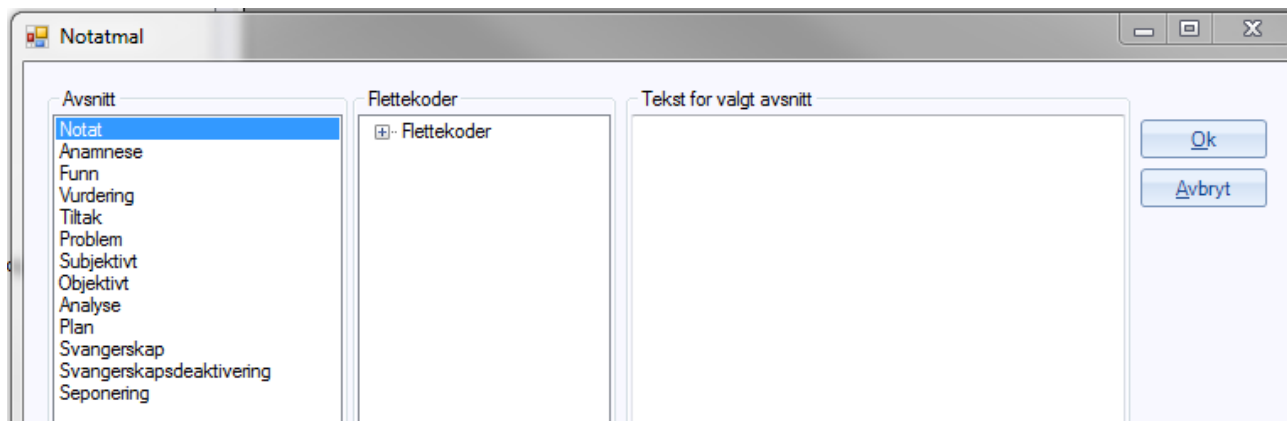 Notatmal
Avsnitt
Notat
Anamnese
Funn
Vurdering
Tiltak
Problem
Subjektivt
Objektivt
Analyse
Plan
Svangerskap
Svangerskapsdeaktivering
Seponering
Flettekoder
Flettekoder
Tekst for valgt avsnitt
Ok
Avbryt